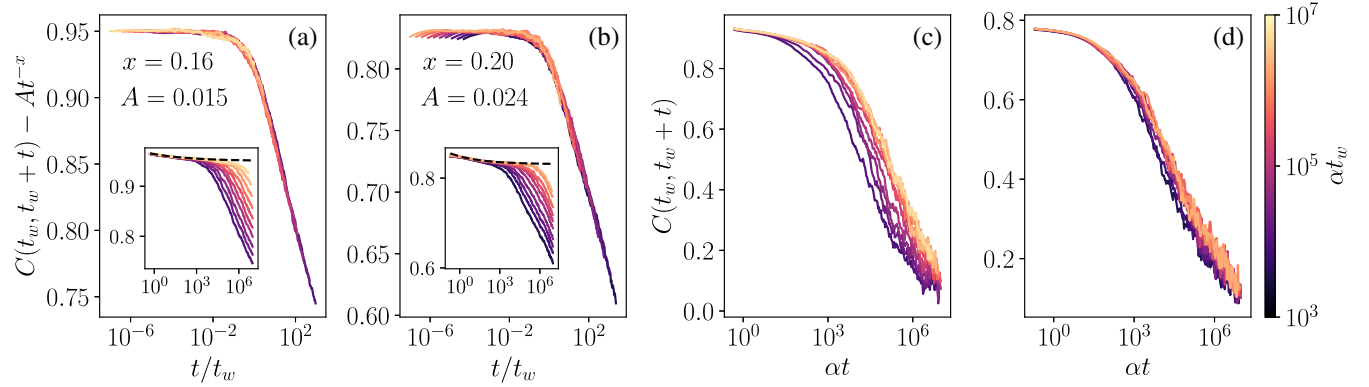 (a)
x = 0.16
A = 0.015
C(t_w, t_w + t) − At^{−x}
0.95
0.90
0.85
0.80
0.75
10^{−6}
10^{−2}
10^{2}
t/t_w
0.9
0.8
10^{0}
10^{3}
10^{6}
(b)
x = 0.20
A = 0.024
0.80
0.75
0.70
0.65
0.60
10^{−6}
10^{−2}
10^{2}
t/t_w
0.8
0.6
10^{0}
10^{3}
10^{6}
(c)
C(t_w, t_w + t)
0.8
0.6
0.4
0.2
0.0
10^{0}
10^{3}
10^{6}
αt
(d)
0.8
0.6
0.4
0.2
10^{0}
10^{3}
10^{6}
αt
10^{7}
10^{5}
10^{3}
αt_w